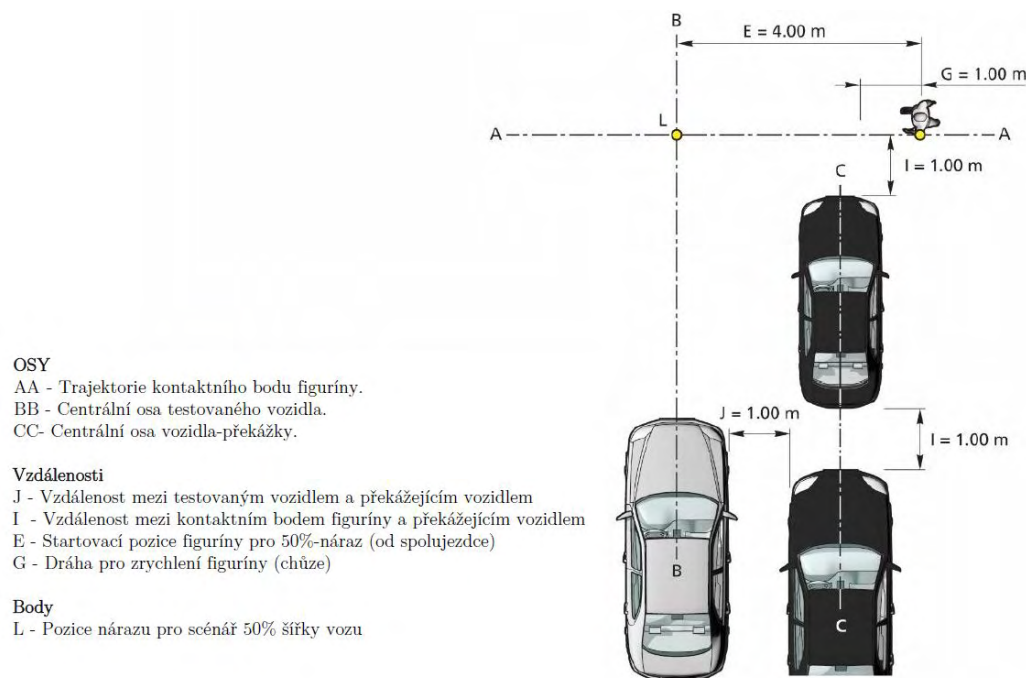 B
E = 4.00 m
G = 1.00 m
L
A
A
I = 1.00 m
C
OSY
AA - Trajektorie kontaktního bodu figuríny.
BB - Centrální osa testovaného vozidla.
CC- Centrální osa vozidla-překážky.
J = 1.00 m
I = 1.00 m
Vzdálenosti
J - Vzdálenost mezi testovaným vozidlem a překážejícím vozidlem
I - Vzdálenost mezi kontaktním bodem figuríny a překážejícím vozidlem
E - Startovací pozice figuríny pro 50%-náraz (od spolujezdce)
G - Dráha pro zrychlení figuríny (chůze)
B
Body
L - Pozice nárazu pro scénář 50% šířky vozu
C